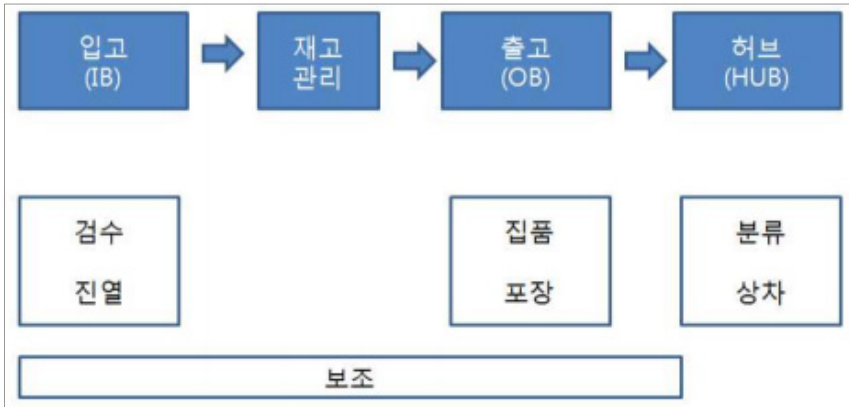 입고
(IB)
재고
관리
출고
(OB)
허브
(HUB)
검수
진열
집품
포장
분류
상차
보조